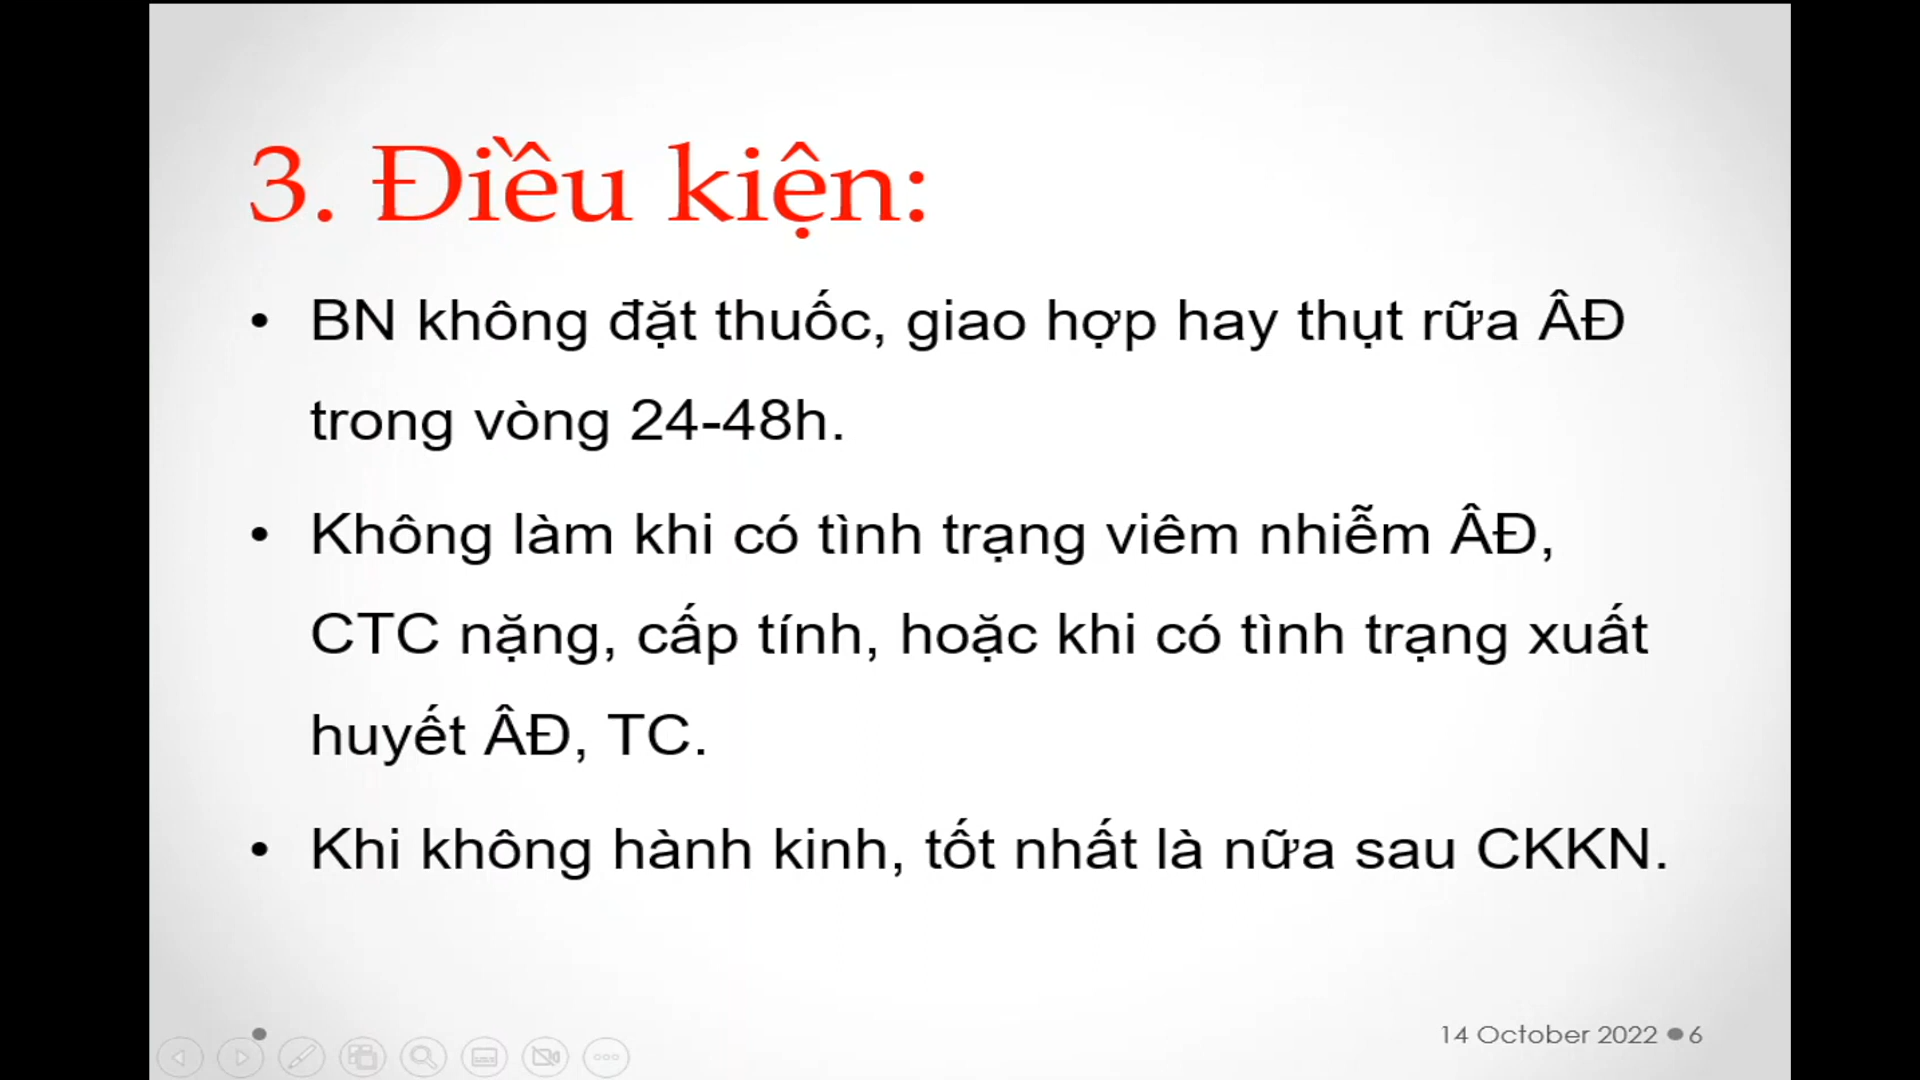 3. Điều kiện:
• BN không đặt thuốc, giao hợp hay thụt rữa ÂĐ
trong vòng 24-48h.
• Không làm khi có tình trạng viêm nhiễm ÂĐ,
CTC nặng, cấp tính, hoặc khi có tình trạng xuất
huyết ÂĐ, TC.
• Khi không hành kinh, tốt nhất là nữa sau CKKN.
14 October 2022 ● 6